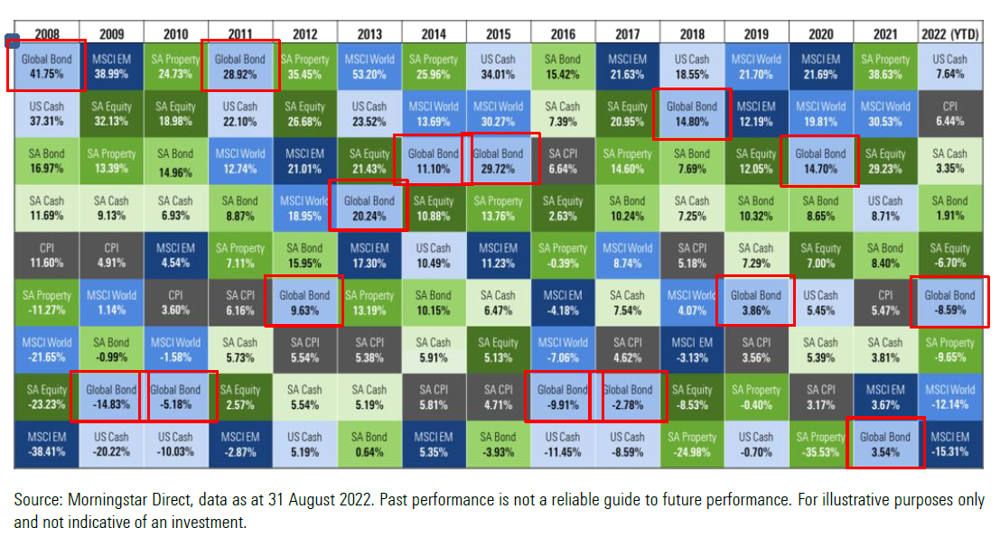 2008 2009 2010 2011 2012 2013 2014 2015 2016 2017 2018 2019 2020 2021 2022 (YTD)
Global Bond MSCI EM SA Property Global Bond SA Property MSCI World SA Property US Cash SA Bond MSCI EM US Cash MSCI World MSCI EM SA Property US Cash
41.75% 38.99% 24.73% 28.92% 35.45% 53.20% 25.96% 34.01% 15.42% 21.63% 18.55% 21.70% 21.69% 38.63% 7.64%
US Cash SA Equity SA Equity US Cash SA Equity US Cash MSCI World MSCI World SA Cash SA Equity Global Bond MSCI EM MSCI World MSCI World CPI
37.31% 32.13% 18.98% 22.10% 26.68% 23.52% 13.69% 30.27% 7.39% 20.95% 14.80% 12.19% 19.81% 30.53% 6.44%
SA Bond SA Property SA Bond MSCI World MSCI EM SA Equity Global Bond Global Bond SA CPI SA Property SA Bond SA Equity Global Bond SA Equity SA Cash
16.97% 13.39% 14.96% 12.74% 21.01% 21.43% 11.10% 29.72% 6.64% 14.60% 7.69% 12.05% 14.70% 29.23% 3.35%
SA Cash SA Cash SA Cash SA Bond MSCI World Global Bond SA Equity SA Property SA Equity SA Bond SA Cash SA Bond SA Bond US Cash SA Bond
11.69% 9.13% 6.93% 8.87% 18.95% 20.24% 10.88% 13.76% 2.63% 10.24% 7.25% 10.32% 8.65% 8.71% 1.91%
CPI CPI MSCI EM SA Property SA Bond MSCI EM US Cash MSCI EM SA Property MSCI World SA CPI SA Cash SA Equity SA Bond SA Equity
11.60% 4.91% 4.54% 7.11% 15.95% 17.30% 10.49% 11.23% -0.39% 8.74% 5.18% 7.29% 7.00% 8.40% -6.70%
SA Property MSCI World CPI SA CPI Global Bond SA Property SA Bond SA Cash MSCI EM SA Cash MSCI World Global Bond US Cash CPI Global Bond
-11.27% 1.14% 3.60% 6.16% 9.63% 13.19% 10.15% 6.47% -4.18% 7.54% 4.07% 3.86% 5.45% 5.47% -8.59%
MSCI World SA Bond MSCI World SA Cash SA CPI SA CPI SA Cash SA Equity MSCI World SA CPI MSCI EM SA CPI SA Cash SA Cash SA Property
-21.65% -0.99% -1.58% 5.73% 5.54% 5.38% 5.91% 5.13% -7.06% 4.62% -3.13% 3.56% 5.39% 3.81% -9.65%
SA Equity Global Bond Global Bond SA Equity SA Cash SA Cash SA CPI SA CPI Global Bond Global Bond SA Equity SA Property SA CPI MSCI EM MSCI World
-23.23% -14.83% -5.18% 2.57% 5.54% 5.19% 5.81% 4.71% -9.91% -2.78% -8.53% -0.40% 3.17% 3.67% -12.14%
MSCI EM US Cash US Cash MSCI EM US Cash SA Bond MSCI EM SA Bond US Cash US Cash SA Property US Cash SA Property Global Bond MSCI EM
-38.41% -20.22% -10.03% -2.87% 5.19% 0.64% 5.35% -3.93% -11.45% -8.59% -24.98% -0.70% -35.53% 3.54% -15.31%
Source: Morningstar Direct, data as at 31 August 2022. Past performance is not a reliable guide to future performance. For illustrative purposes only
and not indicative of an investment.